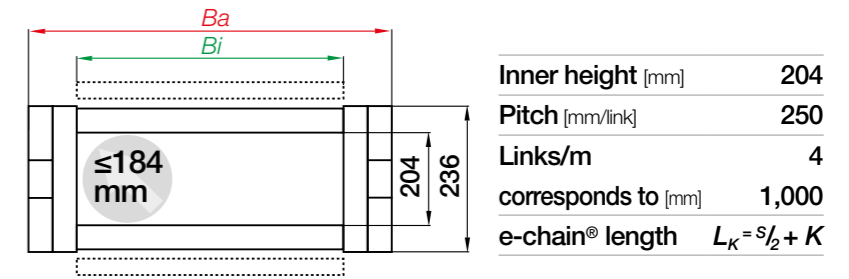 Ba
Bi
≤184
mm
204
236
Inner height [mm] 204
Pitch [mm/link] 250
Links/m 4
corresponds to [mm] 1,000
e-chain® length L_K = S/2 + K